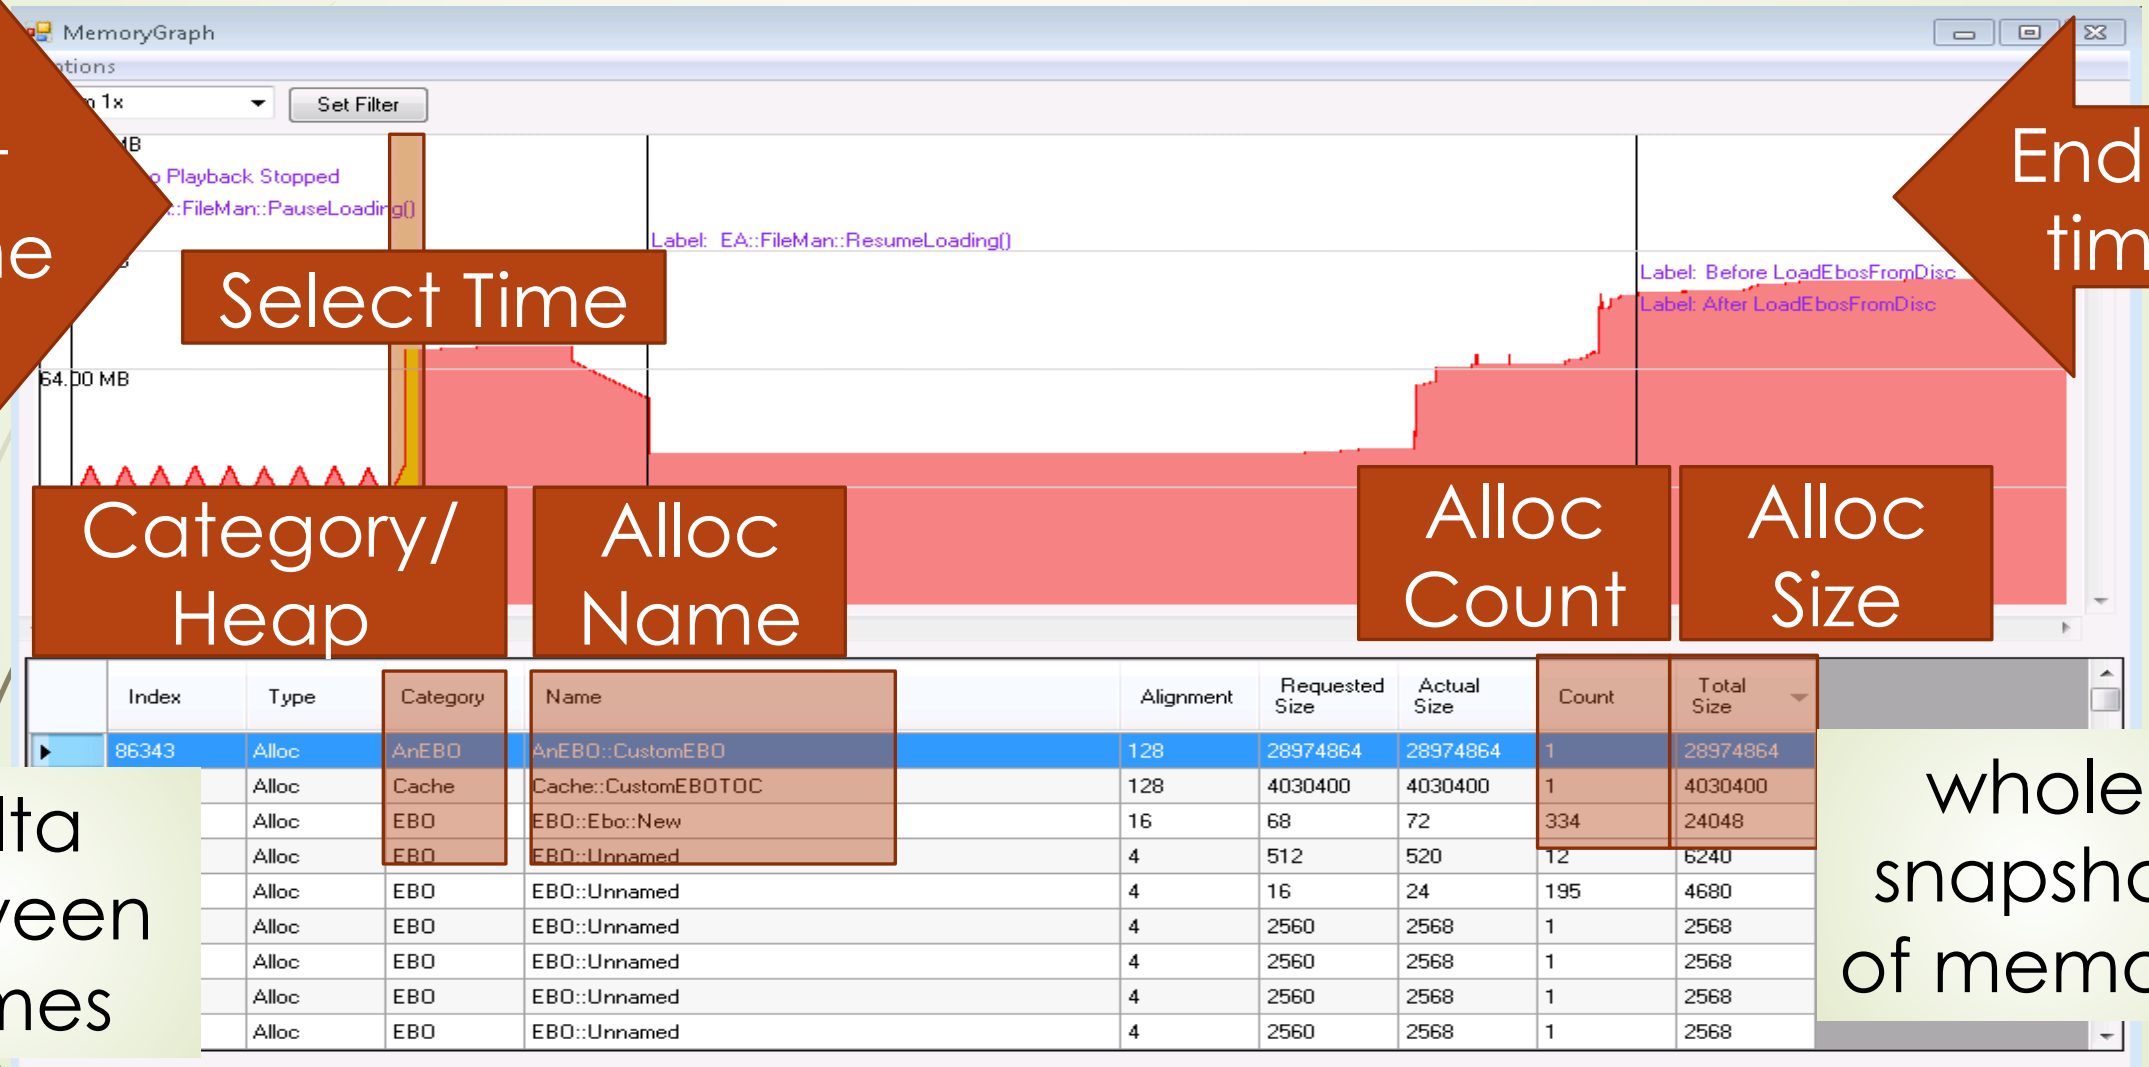 MemoryGraph
1x
Set Filter
Playback Stopped
::FileMan::PauseLoading()
Label: EA::FileMan::ResumeLoading()
Label: Before LoadEbosFromDisc
Label: After LoadEbosFromDisc
64.00 MB
End
Select Time
Category/
Heap
Alloc
Name
Alloc
Count
Alloc
Size
Index Type Category Name Alignment Requested Size Actual Size Count Total Size
86343 Alloc AnEBO AnEBO::CustomEBO 128 28974864 28974864 1 28974864
Alloc Cache Cache::CustomEBOTOC 128 4030400 4030400 1 4030400
Alloc EBO EBO::Ebo::New 16 68 72 334 24048
Alloc EBO EBO::Unnamed 4 512 520 12 6240
Alloc EBO EBO::Unnamed 4 16 24 195 4680
Alloc EBO EBO::Unnamed 4 2560 2568 1 2568
Alloc EBO EBO::Unnamed 4 2560 2568 1 2568
Alloc EBO EBO::Unnamed 4 2560 2568 1 2568
Alloc EBO EBO::Unnamed 4 2560 2568 1 2568
whole
of